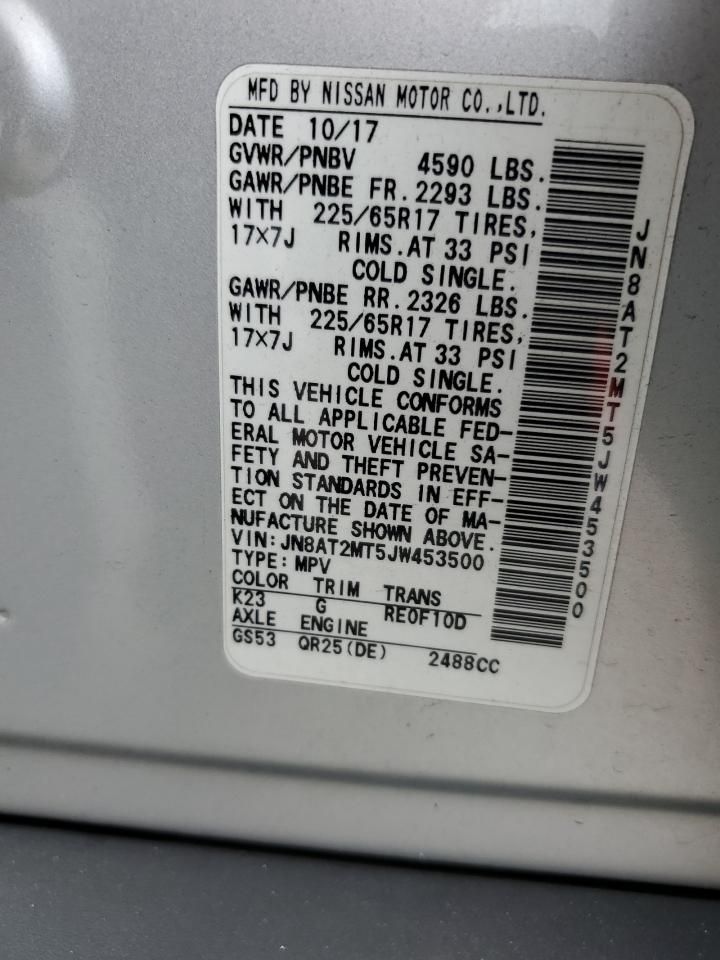 MFD BY NISSAN MOTOR CO.,LTD.
DATE 10/17
GVWR/PNBV 4590 LBS.
GAWR/PNBE FR.2293 LBS.
WITH 225/65R17 TIRES,
17×7J RIMS.AT 33 PSI
COLD SINGLE.
GAWR/PNBE RR.2326 LBS.
WITH 225/65R17 TIRES,
17×7J RIMS.AT 33 PSI
COLD SINGLE.
THIS VEHICLE CONFORMS
TO ALL APPLICABLE FED-
ERAL MOTOR VEHICLE SA-
FETY AND THEFT PREVEN-
TION STANDARDS IN EFF-
ECT ON THE DATE OF MA-
NUFACTURE SHOWN ABOVE.
VIN:JN8AT2MT5JW453500
TYPE:MPV
COLOR TRIM TRANS
K23 G RE0F10D
AXLE ENGINE
GS53 QR25(DE) 2488CC
JN8AT2MT5JW453500